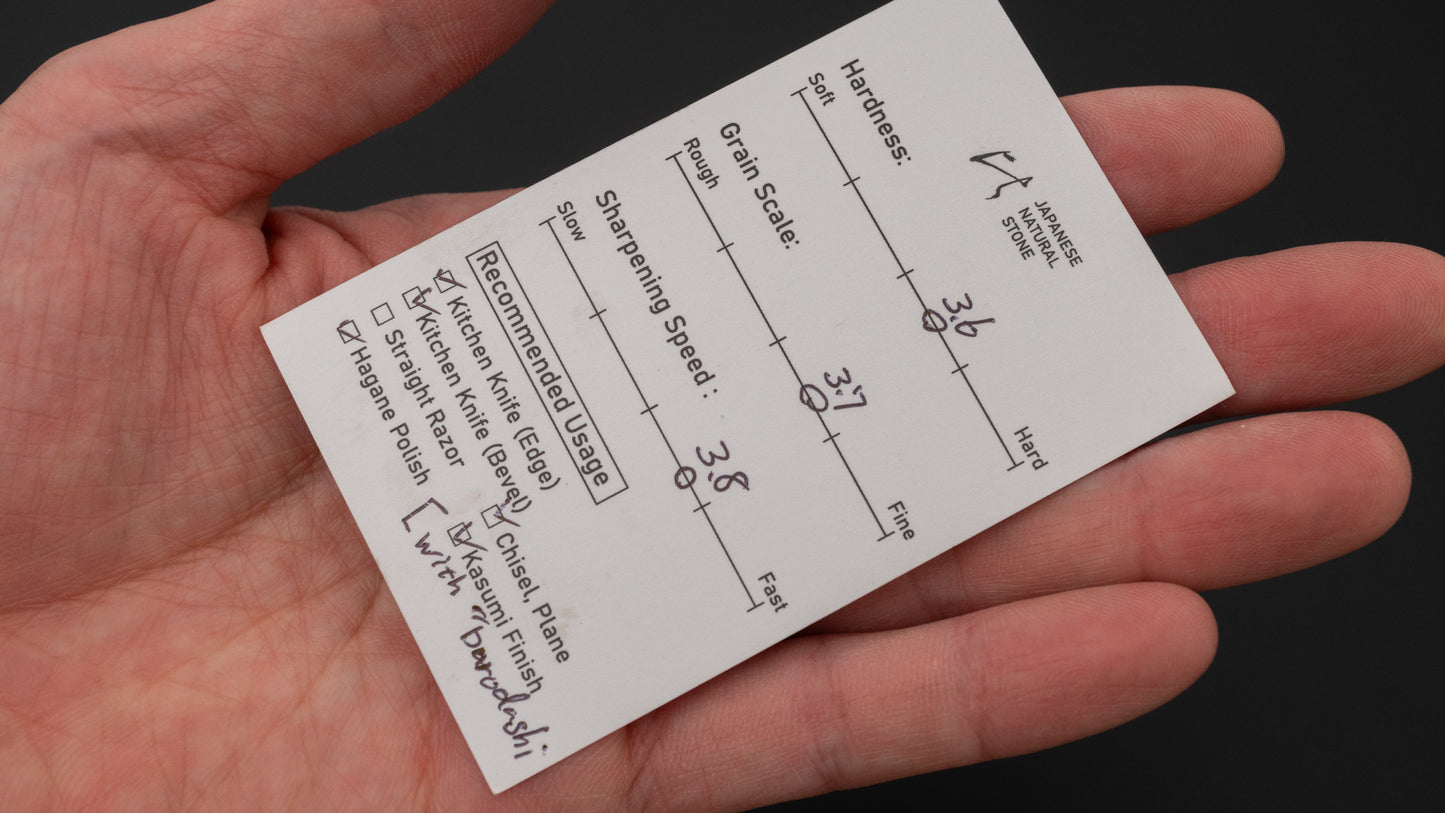 JAPANESE
NATURAL
STONE
Hardness:
3.6
Soft Hard
Grain Scale:
3.7
Rough Fine
Sharpening Speed :
3.8
Slow Fast
Recommended Usage
☑ Kitchen Knife (Edge) ☑ Chisel, Plane
☑ Kitchen Knife (Bevel) ☑ Kasumi Finish
☐ Straight Razor
☑ Hagane Polish [with